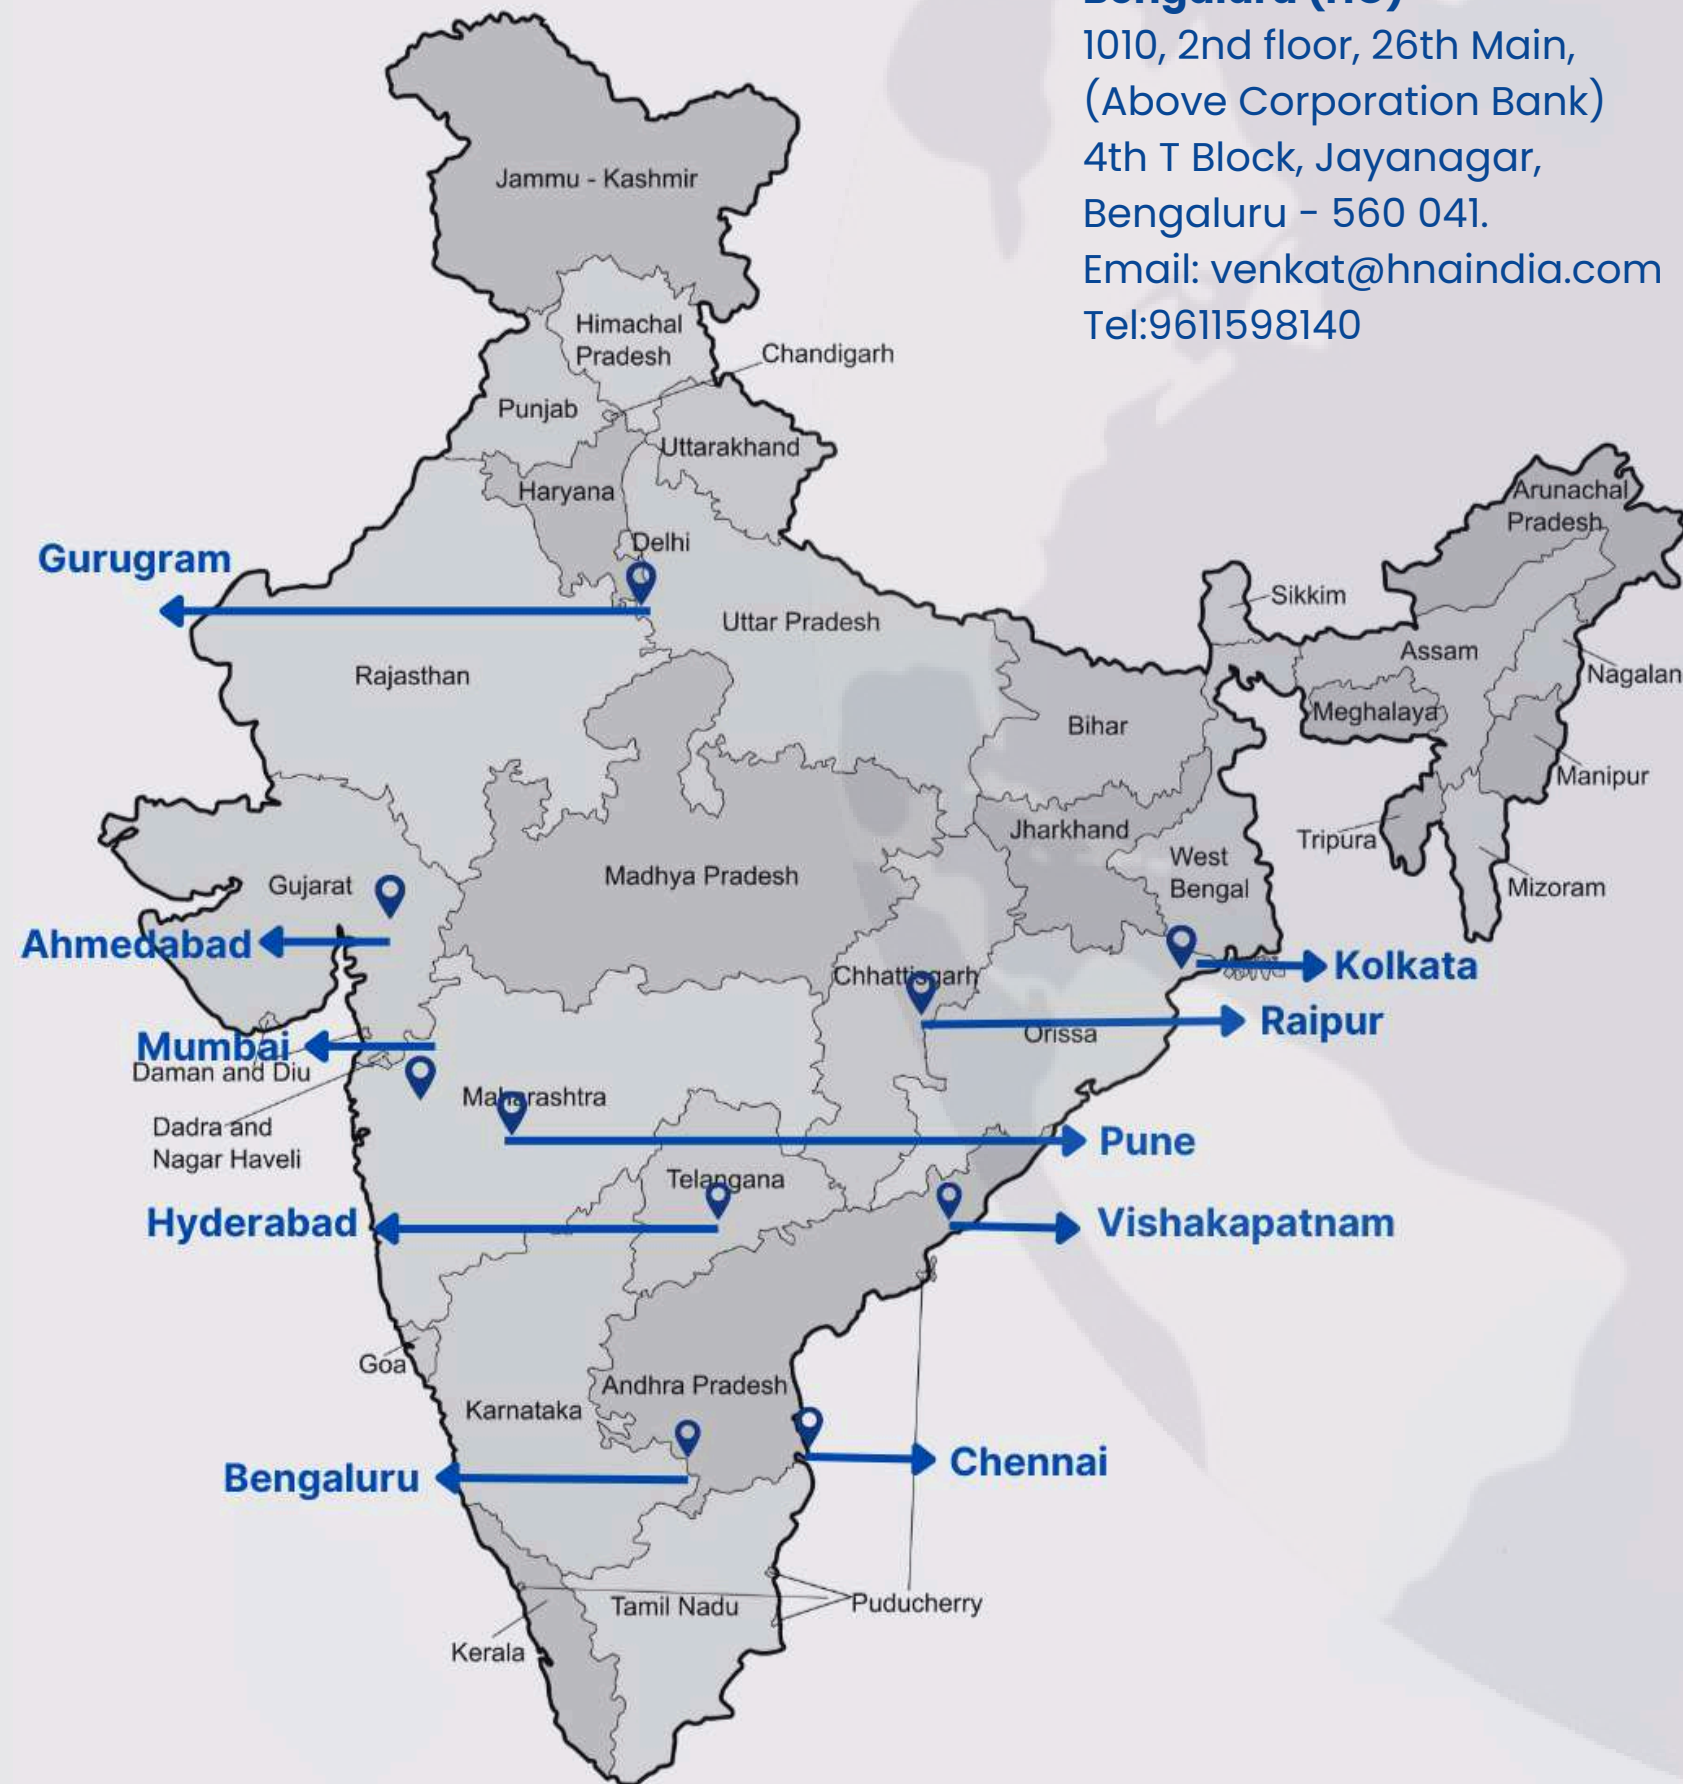 Bengaluru (HO)
1010, 2nd floor, 26th Main,
(Above Corporation Bank)
4th T Block, Jayanagar,
Bengaluru - 560 041.
Email: venkat@hnaindia.com
Tel:9611598140
Jammu - Kashmir
Himachal
Pradesh
Chandigarh
Punjab
Uttarakhand
Haryana
Arunachal
Pradesh
Delhi
Gurugram
Sikkim
Uttar Pradesh
Assam
Rajasthan
Nagalan
Meghalaya
Bihar
Manipur
Jharkhand
Tripura
West
Bengal
Madhya Pradesh
Gujarat
Mizoram
Ahmedabad
Kolkata
Chhattisgarh
Raipur
Orissa
Mumbai
Daman and Diu
Maharashtra
Dadra and
Nagar Haveli
Pune
Telangana
Hyderabad
Vishakapatnam
Goa
Andhra Pradesh
Karnataka
Chennai
Bengaluru
Puducherry
Tamil Nadu
Kerala